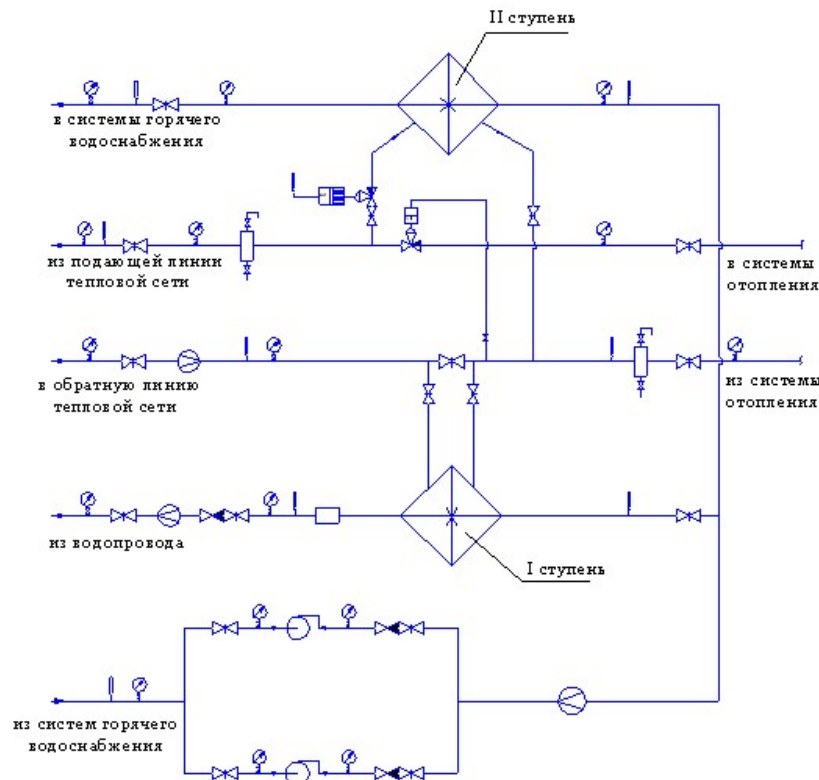 II ступень
в системы горячего
водоснабжения
из подающей линии
тепловой сети
в системы
отопления
в обратную линию
тепловой сети
из системы
отопления
из водопровода
I ступень
из систем горячего
водоснабжения